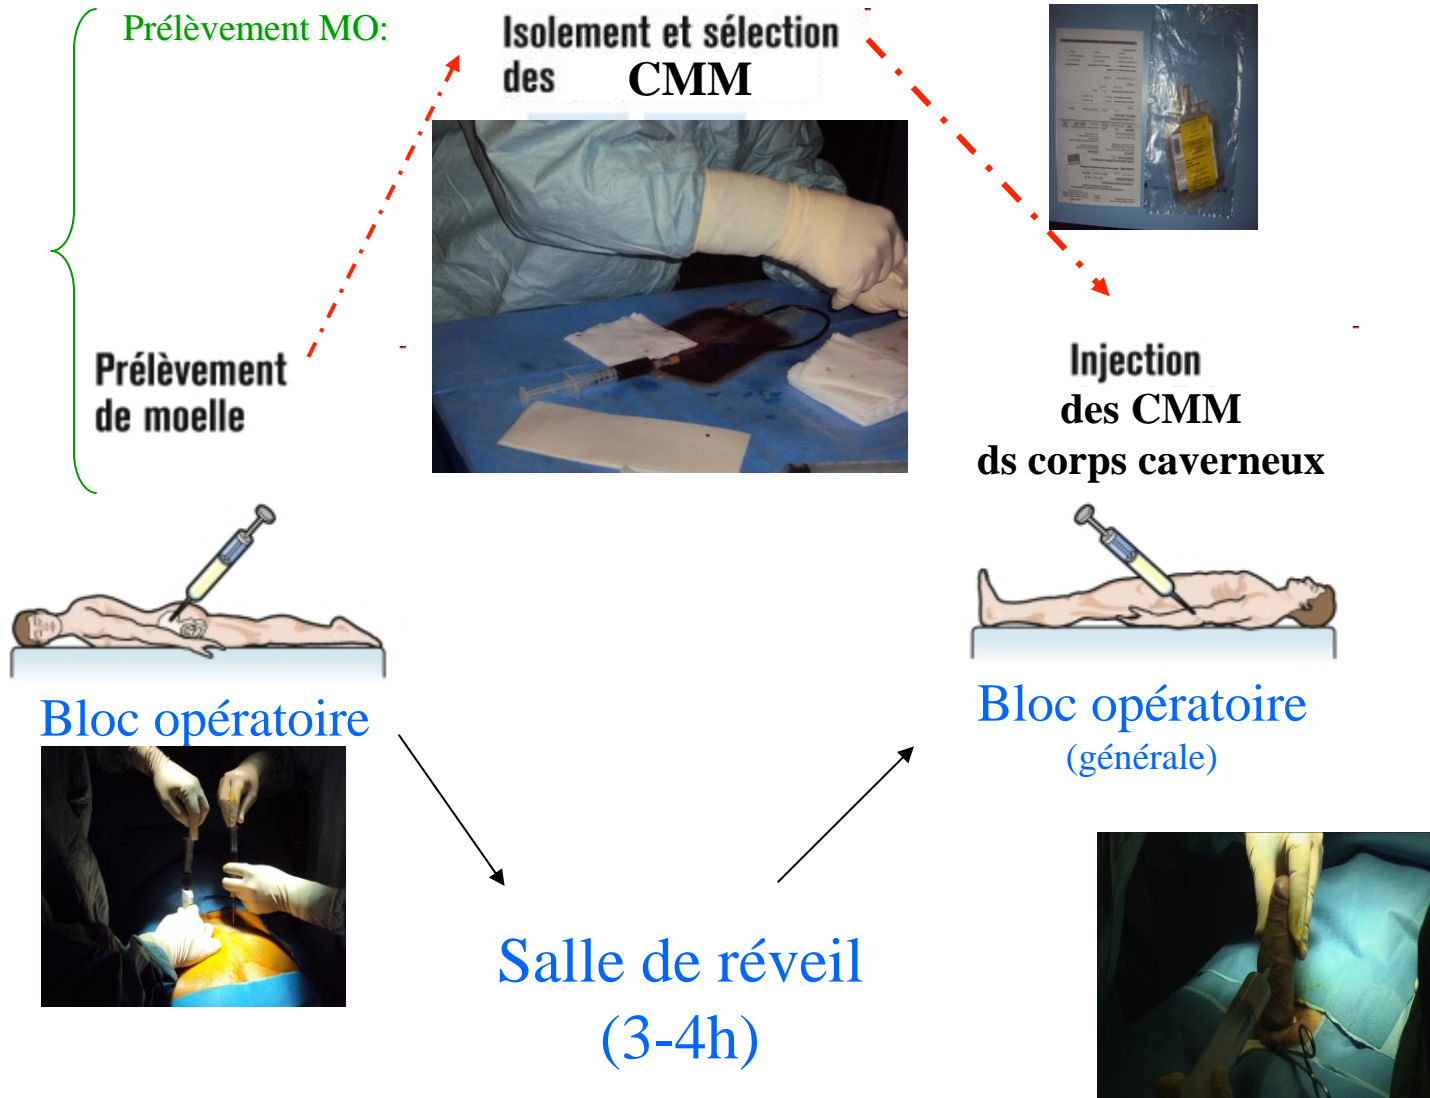 Prélèvement MO:
Isolement et sélection
des CMM
Prélèvement
de moelle
Injection
des CMM
ds corps caverneux
Bloc opératoire
Bloc opératoire
(générale)
Salle de réveil
(3-4h)